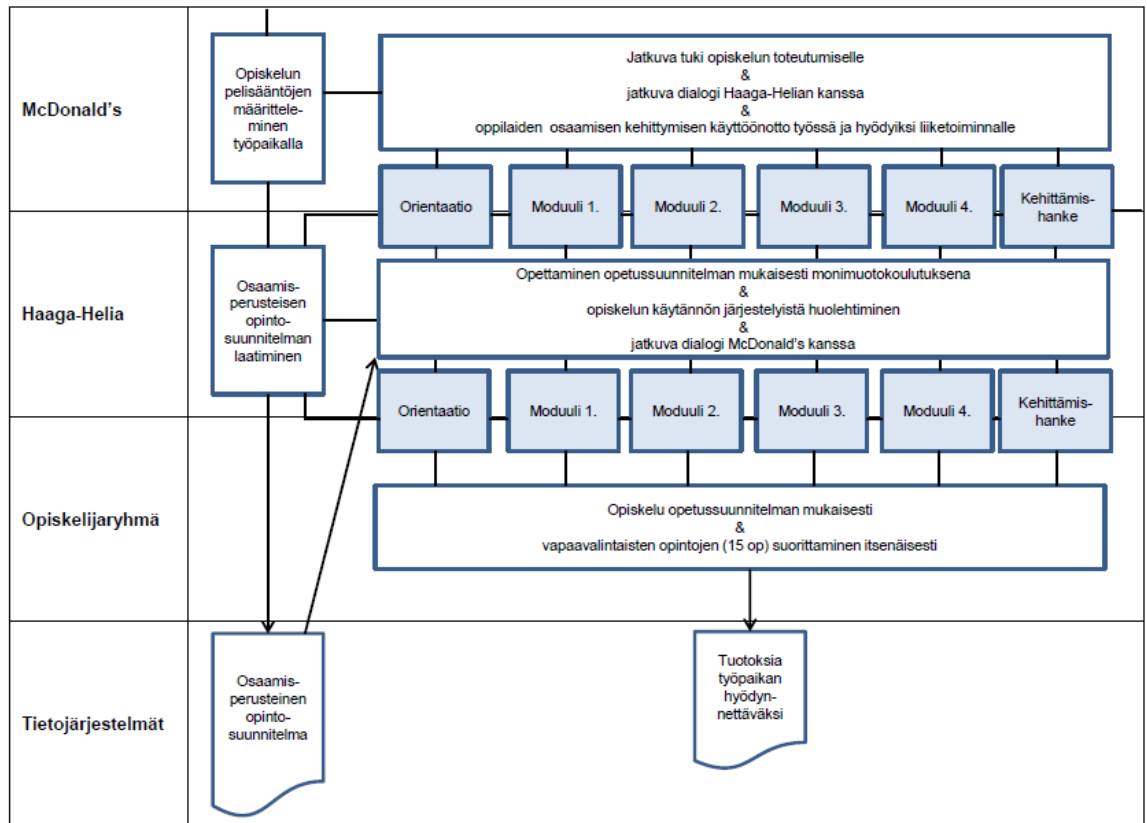 McDonald's
Opiskelun
pelisääntöjen
määrittele-
minen
työpaikalla
Jatkuva tuki opiskelun toteutumiselle
&
jatkuva dialogi Haaga-Helian kanssa
&
oppilaiden osaamisen kehittymisen käyttöönotto työssä ja hyödyiksi liiketoiminnalle
Orientaatio
Moduuli 1.
Moduuli 2.
Moduuli 3.
Moduuli 4.
Kehittämis-
hanke
Haaga-Helia
Osaamis-
perusteisen
opinto-
suunnitelman
laatiminen
Opettaminen opetussuunnitelman mukaisesti monimuotokoulutuksena
&
opiskelun käytännön järjestelyistä huolehtiminen
&
jatkuva dialogi McDonald's kanssa
Orientaatio
Moduuli 1.
Moduuli 2.
Moduuli 3.
Moduuli 4.
Kehittämis-
hanke
Opiskelijaryhmä
Opiskelu opetussuunnitelman mukaisesti
&
vapaavalintaisten opintojen (15 op) suorittaminen itsenäisesti
Tietojärjestelmät
Osaamis-
perusteinen
opinto-
suunnitelma
Tuotoksia
työpaikan
hyödyn-
nettäväksi